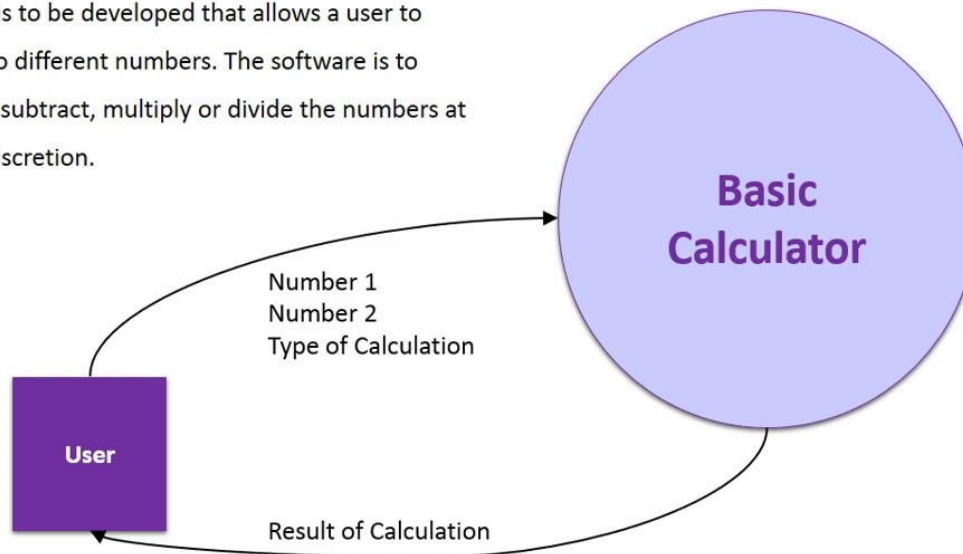 is to be developed that allows a user to
different numbers. The software is to
subtract, multiply or divide the numbers at
Basic
Calculator
Number 1
Number 2
Type of Calculation
User
Result of Calculation